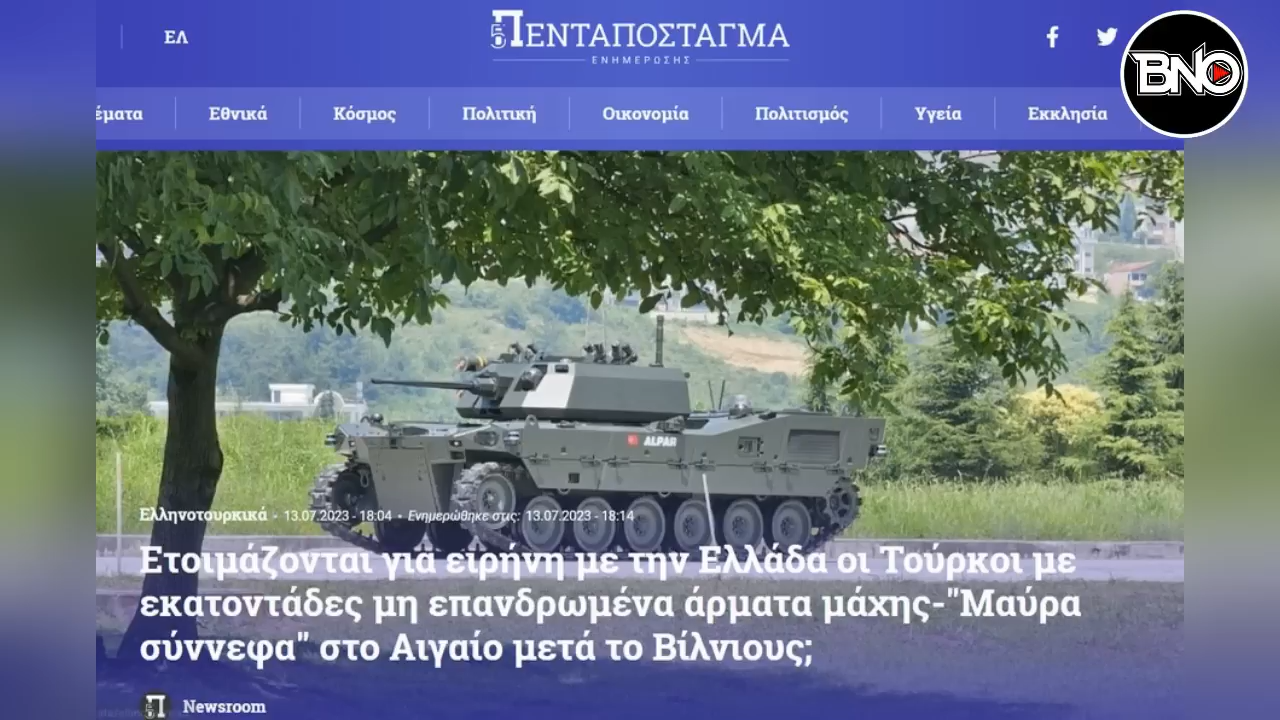 ΕΛ
ΠΕΝΤΑΠΟΣΤΑΓΜΑ
ΕΝΗΜΕΡΩΣΗΣ
BNO
έματα
Εθνικά
Κόσμος
Πολιτική
Οικονομία
Πολιτισμός
Υγεία
Εκκλησία
ALPAR
Ελληνοτουρκικά • 13.07.2023 - 18:04 • Ενημερώθηκε στις: 13.07.2023 - 18:14
Ετοιμάζονται για ειρήνη με την Ελλάδα οι Τούρκοι με
εκατοντάδες μη επανδρωμένα άρματα μάχης-"Μαύρα
σύννεφα" στο Αιγαίο μετά το Βίλνιους;
Newsroom